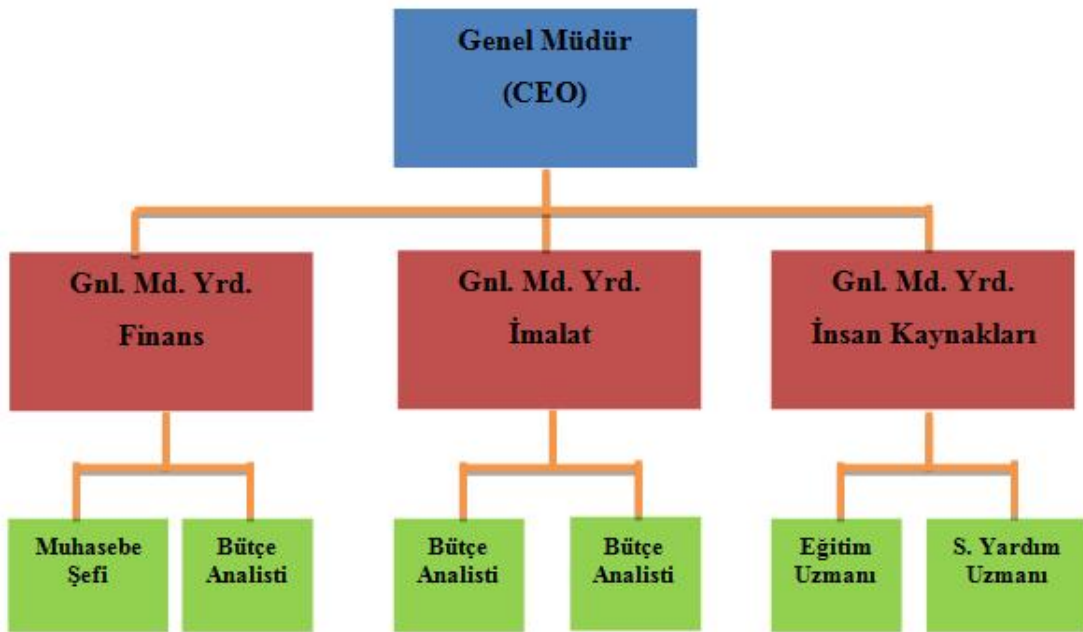 Genel Müdür
(CEO)
Gnl. Md. Yrd.
Finans
Gnl. Md. Yrd.
İmalat
Gnl. Md. Yrd.
İnsan Kaynakları
Muhasebe
Şefi
Bütçe
Analisti
Bütçe
Analisti
Bütçe
Analisti
Eğitim
Uzmanı
S. Yardım
Uzmanı